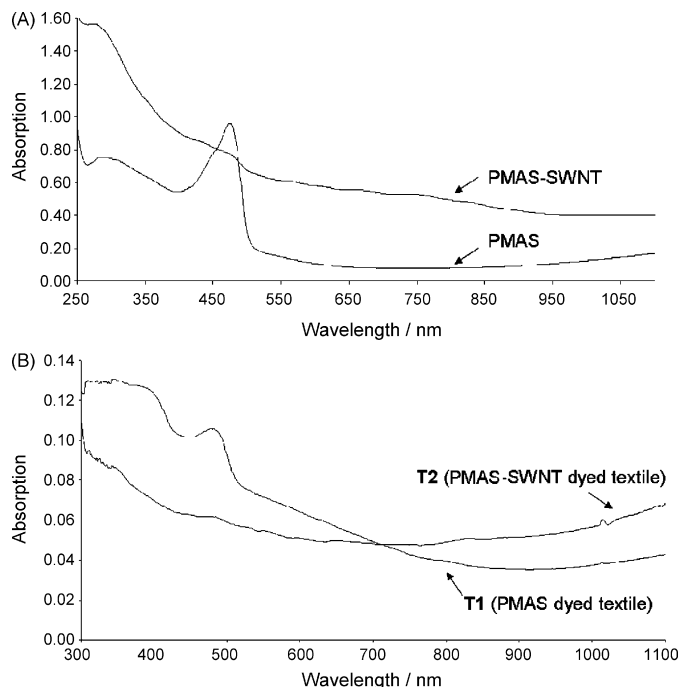 (A)
1.60
1.40
1.20
1.00
0.80
0.60
0.40
0.20
0.00
Absorption
PMAS-SWNT
PMAS
250 350 450 550 650 750 850 950 1050
Wavelength / nm
(B)
0.14
0.12
0.10
0.08
0.06
0.04
0.02
0.00
Absorption
T2 (PMAS-SWNT dyed textile)
T1 (PMAS dyed textile)
300 400 500 600 700 800 900 1000 1100
Wavelength / nm